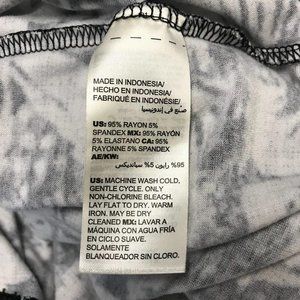 MADE IN INDONESIA/
HECHO EN INDONESIA/
FABRIQUÉ EN INDONÉSIE/
صنع في إندونيسيا
US: 95% RAYON 5%
SPANDEX MX: 95% RAYÓN
5% ELASTANO CA: 95%
RAYONNE 5% SPANDEX
AE/KW:
95% رايون 5% سباندیکس
US: MACHINE WASH COLD,
GENTLE CYCLE. ONLY
NON-CHLORINE BLEACH.
LAY FLAT TO DRY. WARM
IRON. MAY BE DRY
CLEANED MX: LAVAR A
MÁQUINA CON AGUA FRÍA
EN CICLO SUAVE.
SOLAMENTE
BLANQUEADOR SIN CLORO.